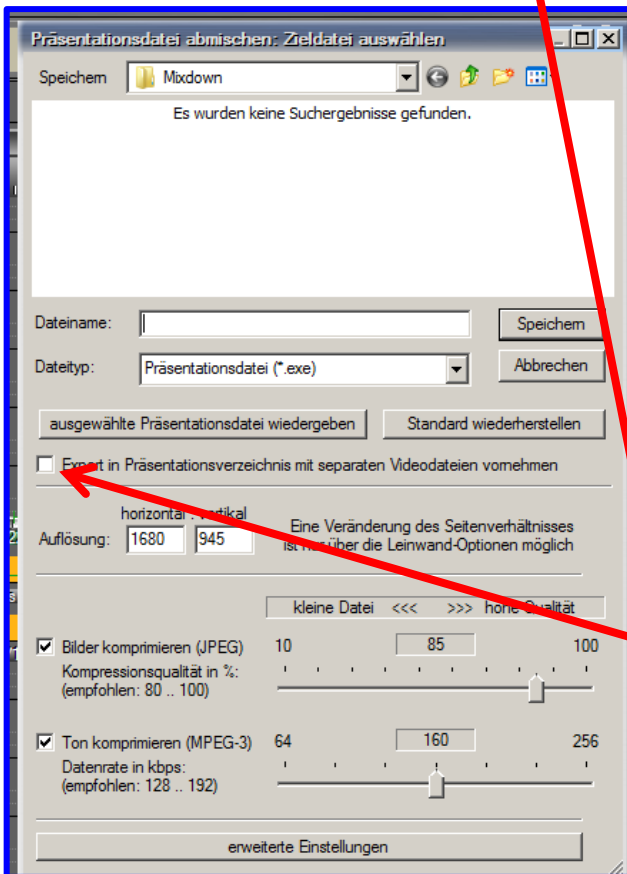 Präsentationsdatei abmischen: Zieldatei auswählen
Speichern Mixdown
Es wurden keine Suchergebnisse gefunden.
Dateiname: Speichern
Dateityp: Präsentationsdatei (*.exe) Abbrechen
ausgewählte Präsentationsdatei wiedergeben Standard wiederherstellen
Export in Präsentationsverzeichnis mit separaten Videodateien vornehmen
horizontal : vertikal
Auflösung: 1680 945
Eine Veränderung des Seitenverhältnisses
ist nur über die Leinwand-Optionen möglich
kleine Datei <<< >>> hohe Qualität
Bilder komprimieren (JPEG) 10 85 100
Kompressionsqualität in %:
(empfohlen: 80 .. 100)
Ton komprimieren (MPEG-3) 64 160 256
Datenrate in kbps:
(empfohlen: 128 .. 192)
erweiterte Einstellungen